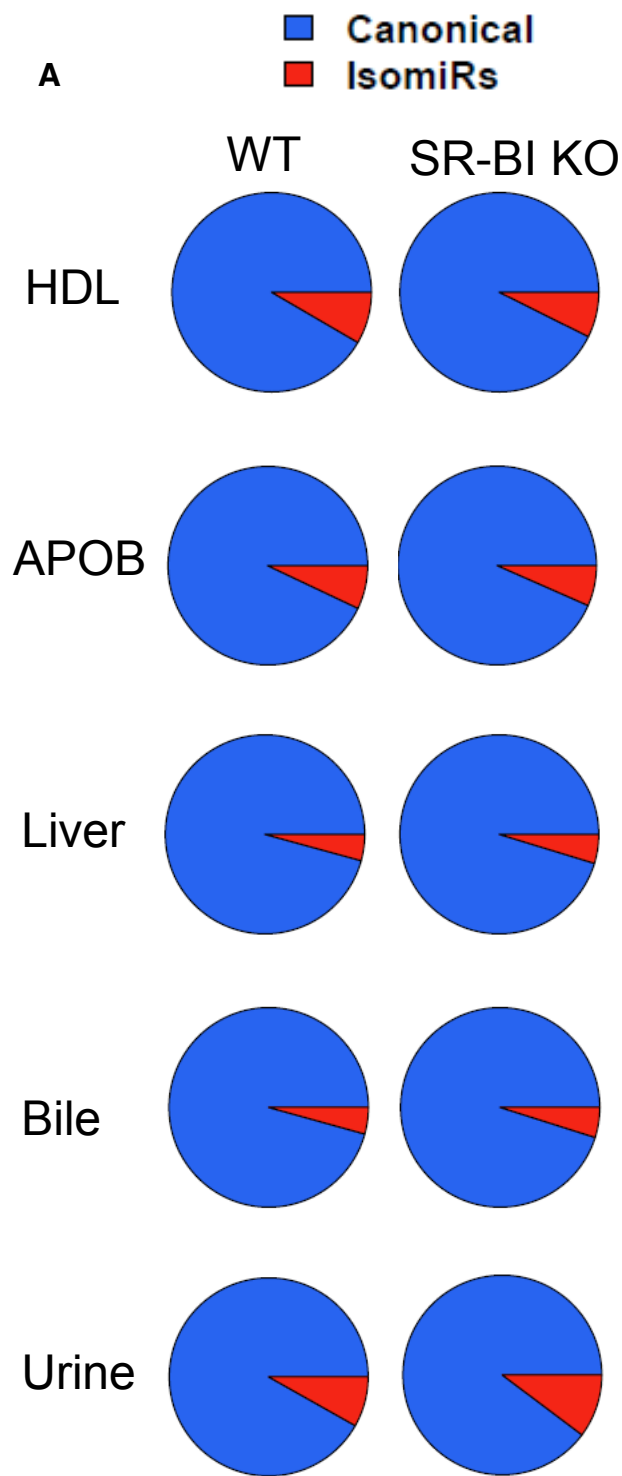 Canonical
A
IsomiRs
WT SR-BI KO
HDL
APOB
Liver
Bile
Urine